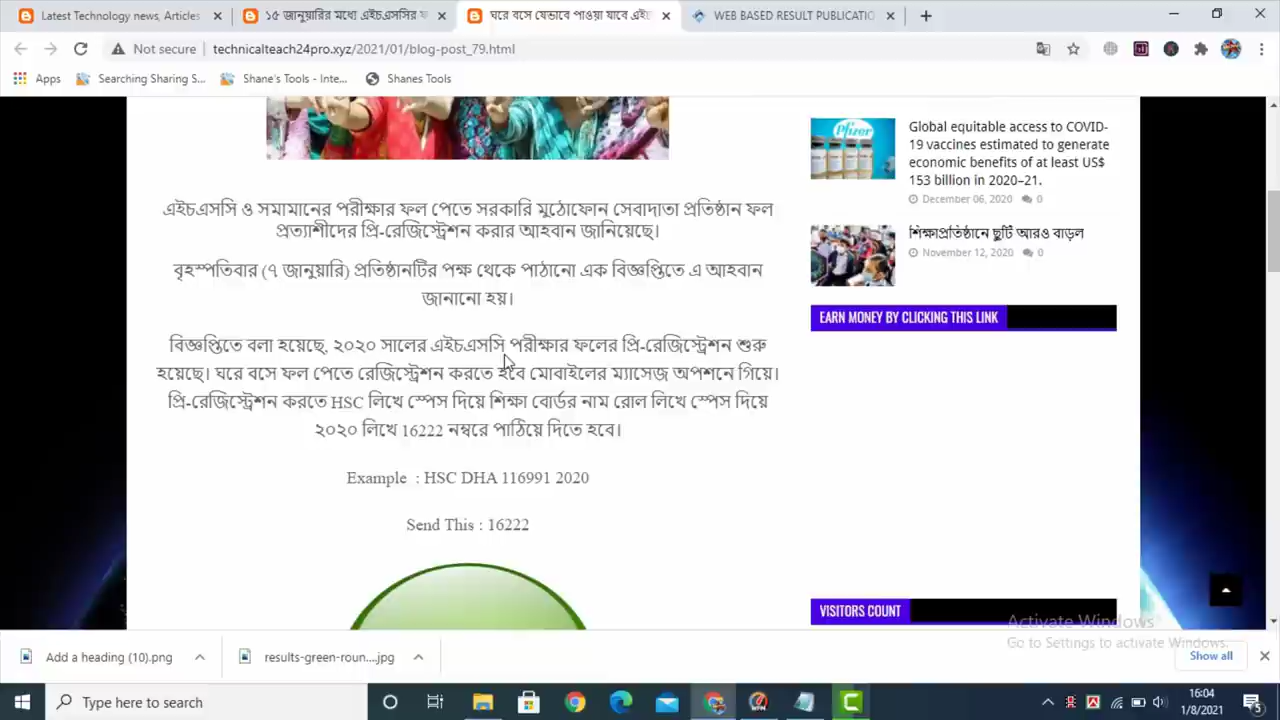 Latest Technology news, Articles
১৫ জানুয়ারির মধ্যে এইচএসসির ফ
ঘরে বসে যেভাবে পাওয়া যাবে এইচ
WEB BASED RESULT PUBLICATIO
Not secure
technicalteach24pro.xyz/2021/01/blog-post_79.html
Apps
Searching Sharing S...
Shane's Tools - Inte...
Shanes Tools
এইচএসসি ও সমামানের পরীক্ষার ফল পেতে সরকারি মুঠোফোন সেবাদাতা প্রতিষ্ঠান ফল
প্রত্যাশীদের প্রি-রেজিস্ট্রেশন করার আহবান জানিয়েছে।
বৃহস্পতিবার (৭ জানুয়ারি) প্রতিষ্ঠানটির পক্ষ থেকে পাঠানো এক বিজ্ঞপ্তিতে এ আহবান
জানানো হয়।
বিজ্ঞপ্তিতে বলা হয়েছে, ২০২০ সালের এইচএসসি পরীক্ষার ফলের প্রি-রেজিস্ট্রেশন শুরু
হয়েছে। ঘরে বসে ফল পেতে রেজিস্ট্রেশন করতে হবে মোবাইলের ম্যাসেজ অপশনে গিয়ে।
প্রি-রেজিস্ট্রেশন করতে HSC লিখে স্পেস দিয়ে শিক্ষা বোর্ডর নাম রোল লিখে স্পেস দিয়ে
২০২০ লিখে 16222 নম্বরে পাঠিয়ে দিতে হবে।
Example : HSC DHA 116991 2020
Send This : 16222
Pfizer
Global equitable access to COVID-
19 vaccines estimated to generate
economic benefits of at least US$
153 billion in 2020–21.
December 06, 2020
0
শিক্ষাপ্রতিষ্ঠানে ছুটি আরও বাড়ল
November 12, 2020
0
EARN MONEY BY CLICKING THIS LINK
VISITORS COUNT
Activate Windows
Go to Settings to activate Windows.
Add a heading (10).png
results-green-roun....jpg
Show all
Type here to search
16:04
1/8/2021
5